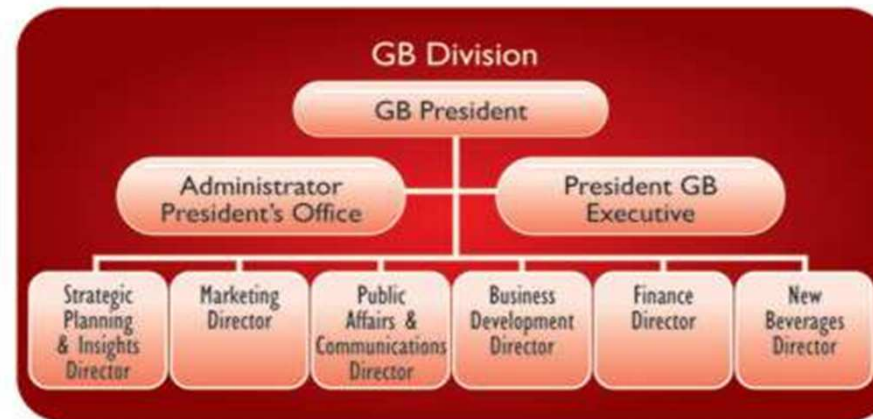 GB Division
GB President
Administrator
President's Office
President GB
Executive
Strategic
Planning
& Insights
Director
Marketing
Director
Public
Affairs &
Communications
Director
Business
Development
Director
Finance
Director
New
Beverages
Director